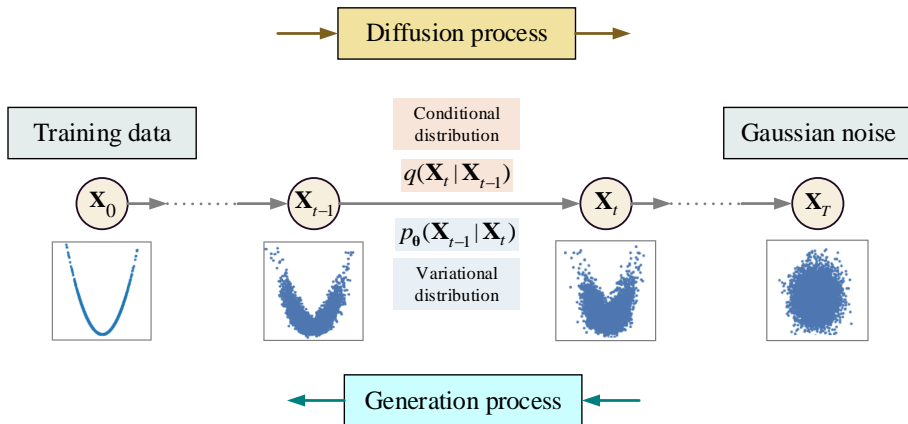 Diffusion process
Training data
Conditional
distribution
Gaussian noise
q(X_t | X_{t-1})
X_0
X_{t-1}
X_t
X_T
p_θ(X_{t-1} | X_t)
Variational
distribution
Generation process